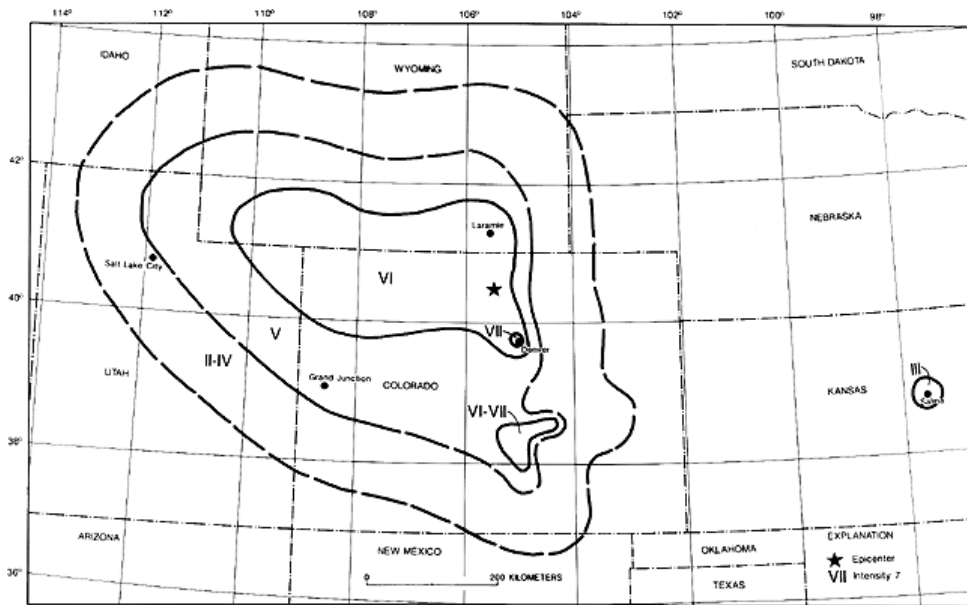 114° 110° 108° 106° 104° 100° 98°
IDAHO
WYOMING
SOUTH DAKOTA
42°
NEBRASKA
Laramie
Salt Lake City
VI
40°
VII
Denver
V
II-IV
UTAH
Grand Junction
COLORADO
KANSAS
III
Salina
VI-VII
38°
ARIZONA
NEW MEXICO
OKLAHOMA
EXPLANATION
Epicenter
36°
0 200 KILOMETERS
TEXAS
VII Intensity 7